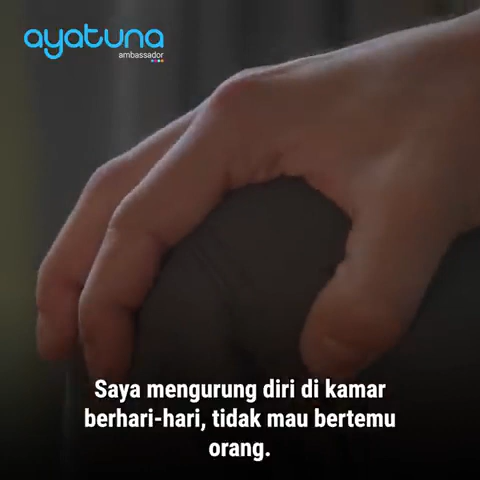 ayatuna
ambassador
Saya mengurung diri di kamar
berhari-hari, tidak mau bertemu
orang.